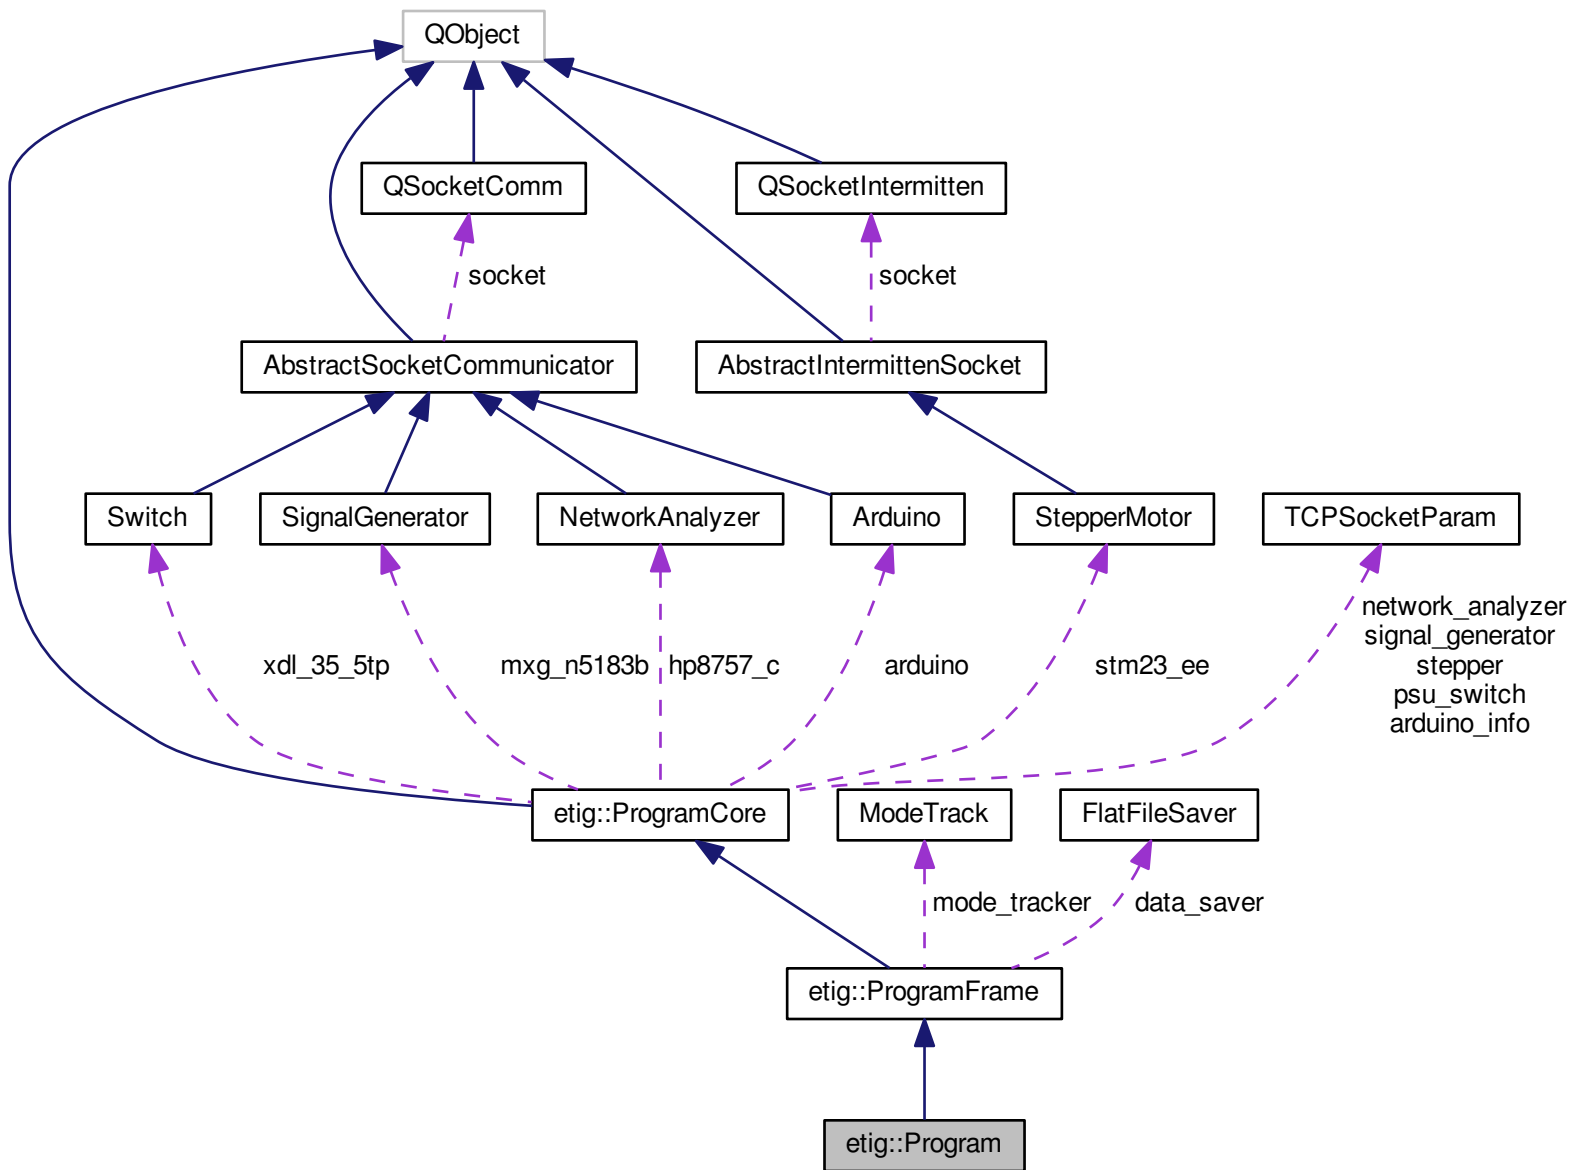 QObject
QSocketComm
QSocketIntermitten
socket
socket
AbstractSocketCommunicator
AbstractIntermittenSocket
Switch
SignalGenerator
NetworkAnalyzer
Arduino
StepperMotor
TCPSocketParam
xdl_35_5tp
mxg_n5183b
hp8757_c
arduino
stm23_ee
network_analyzer
signal_generator
stepper
psu_switch
arduino_info
etig::ProgramCore
ModeTrack
FlatFileSaver
mode_tracker
data_saver
etig::ProgramFrame
etig::Program